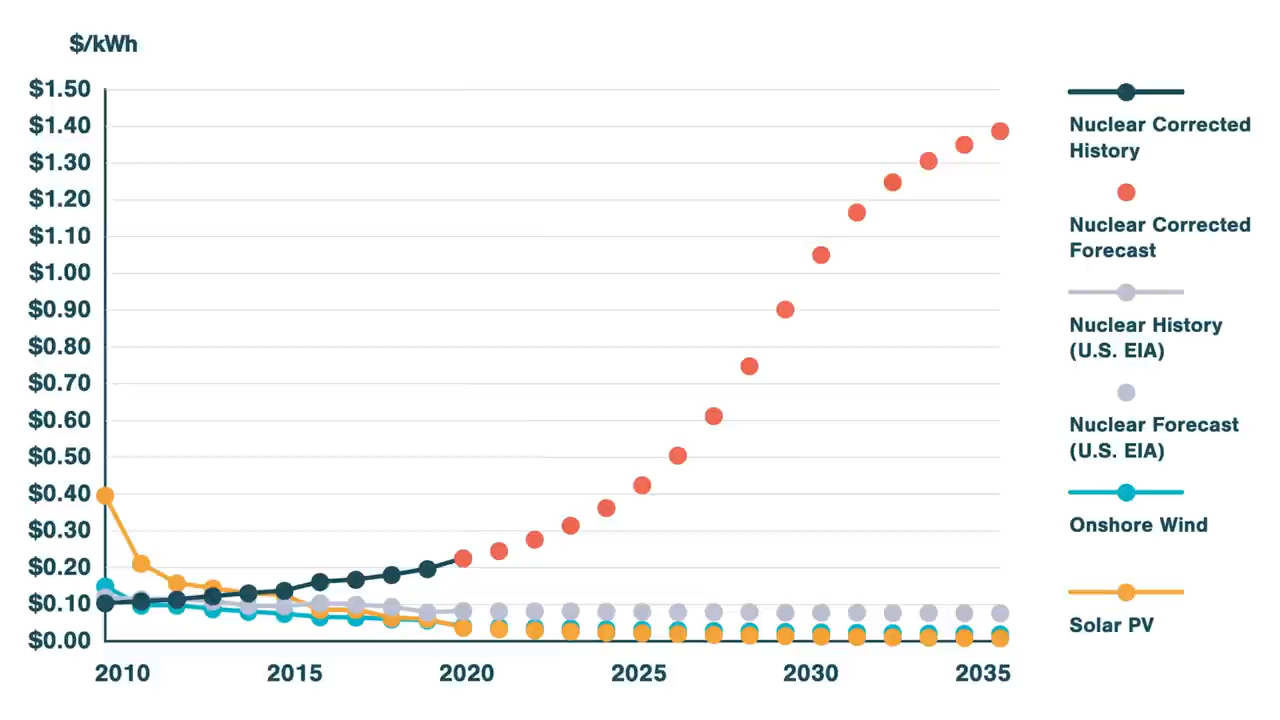 $/kWh
$1.50
$1.40
$1.30
$1.20
$1.10
$1.00
$0.90
$0.80
$0.70
$0.60
$0.50
$0.40
$0.30
$0.20
$0.10
$0.00
2010 2015 2020 2025 2030 2035
Nuclear Corrected
History
Nuclear Corrected
Forecast
Nuclear History
(U.S. EIA)
Nuclear Forecast
(U.S. EIA)
Onshore Wind
Solar PV